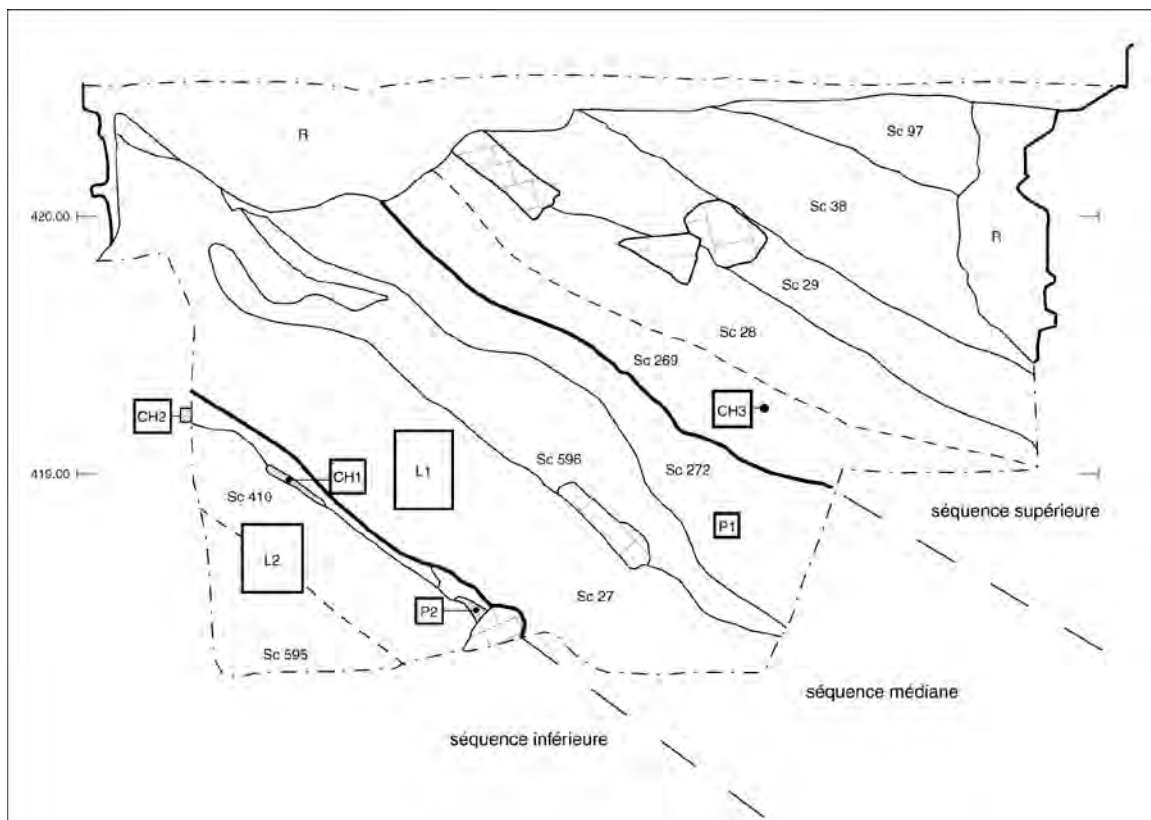 R
Sc 97
420.00
Sc 38
R
Sc 29
Sc 28
Sc 269
CH2
CH3
419.00
CH1
L1
Sc 596
Sc 272
Sc 410
séquence supérieure
P1
L2
Sc 27
P2
Sc 595
séquence médiane
séquence inférieure